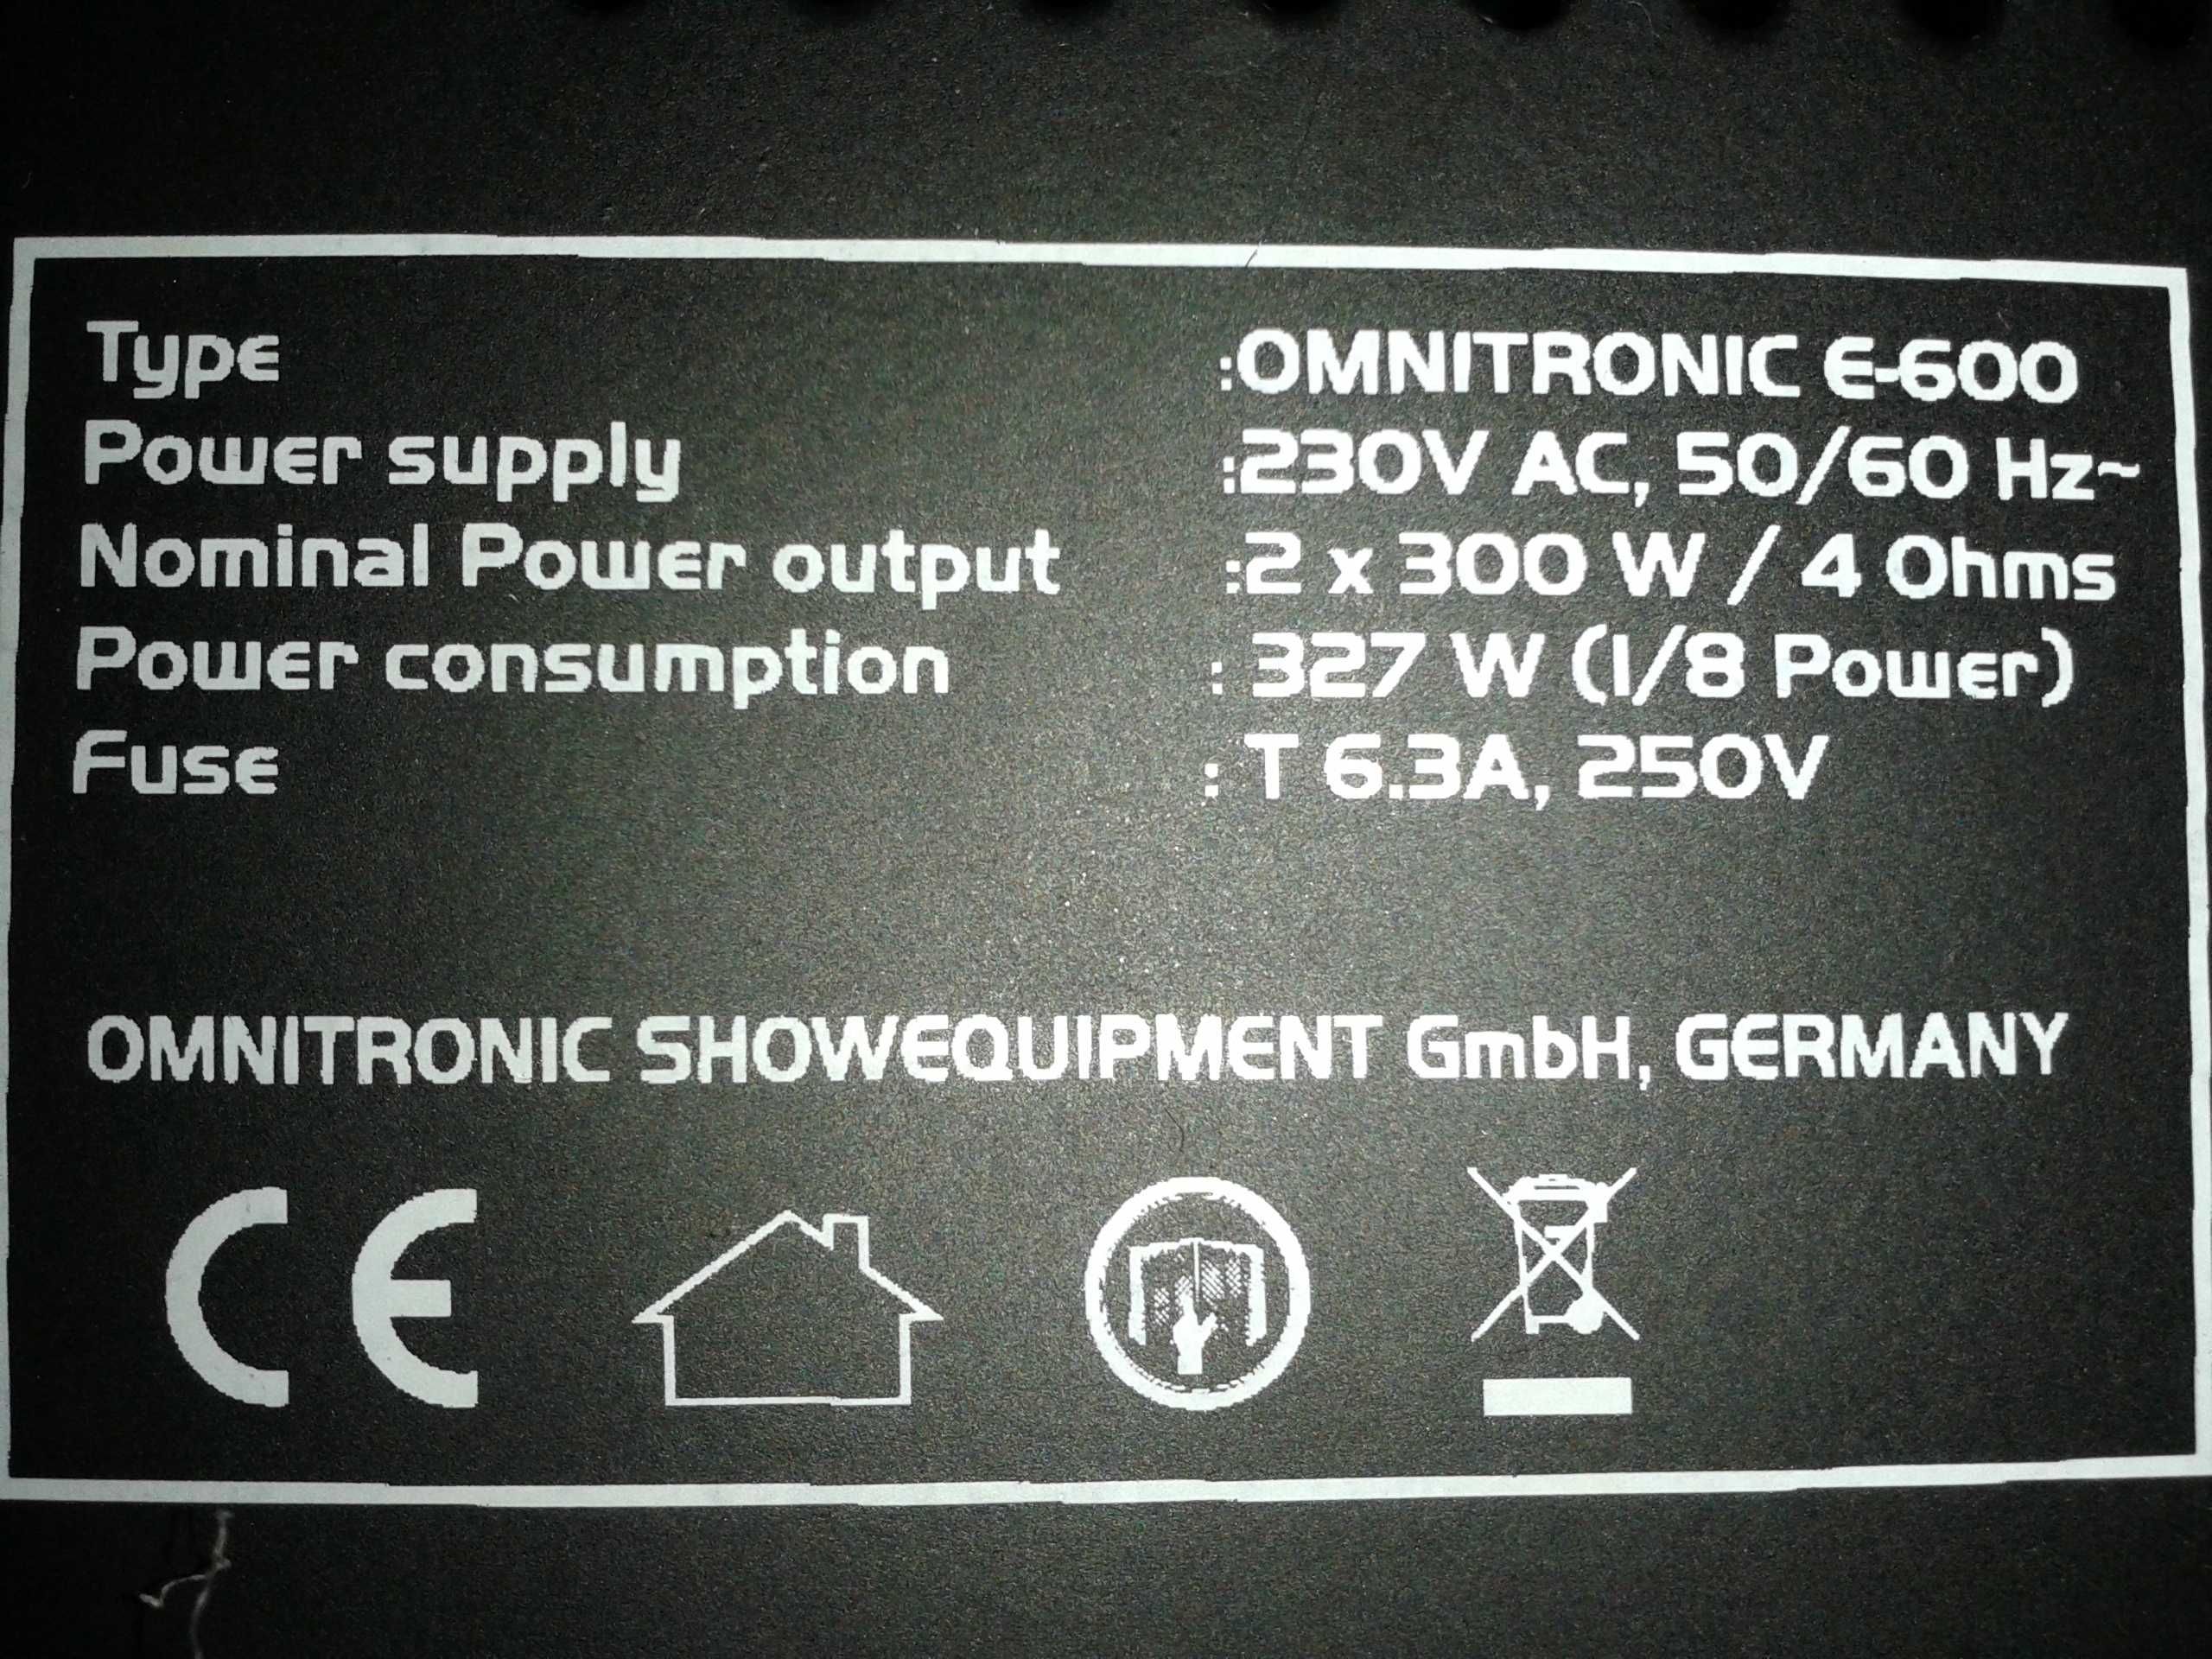 Type :OMNITRONIC E-600
Power supply :230V AC, 50/60 Hz~
Nominal Power output :2 x 300 W / 4 Ohms
Power consumption : 327 W (1/8 Power)
Fuse : T 6.3A, 250V
OMNITRONIC SHOWEQUIPMENT GmbH, GERMANY
CE